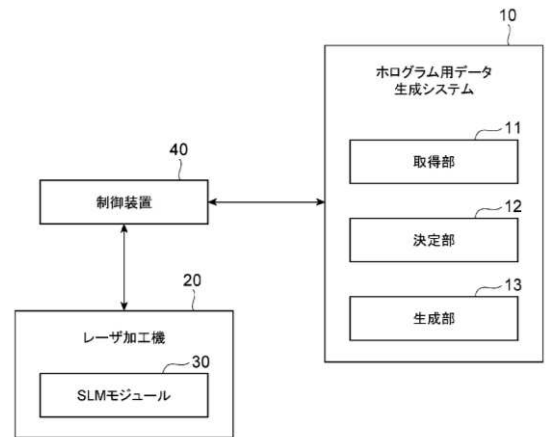 10
ホログラム用データ
生成システム
11
取得部
40
制御装置
12
決定部
20
13
レーザ加工機
生成部
30
SLMモジュール